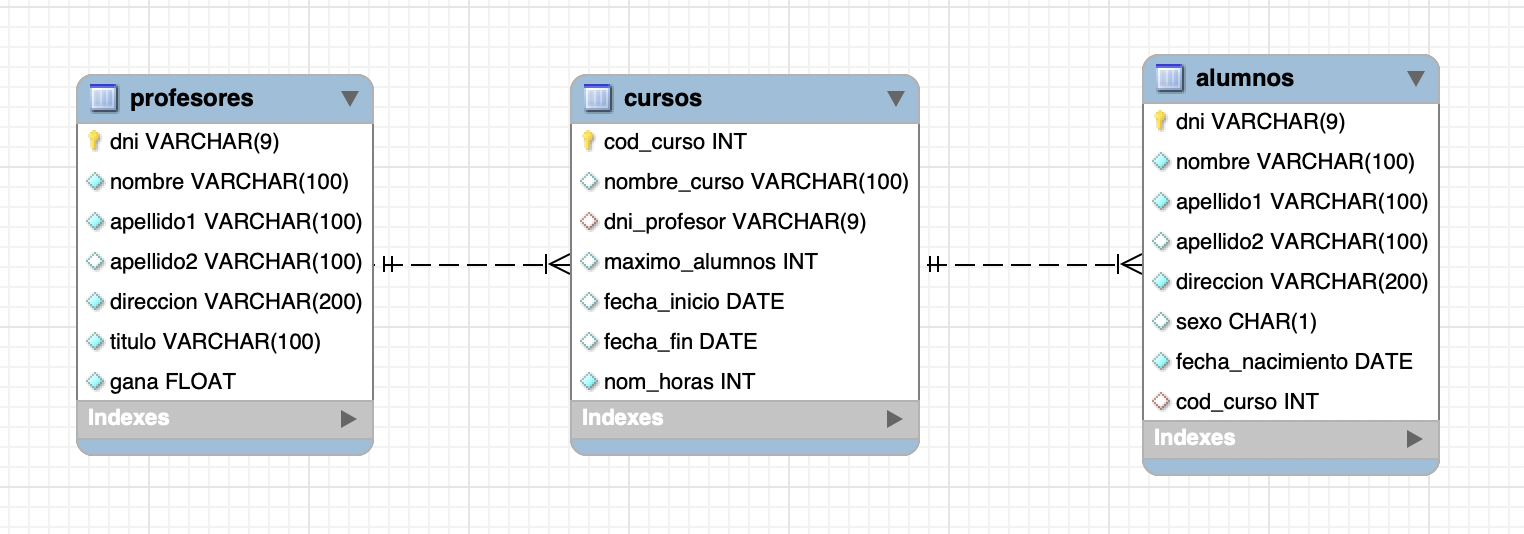 profesores
dni VARCHAR(9)
nombre VARCHAR(100)
apellido1 VARCHAR(100)
apellido2 VARCHAR(100)
direccion VARCHAR(200)
titulo VARCHAR(100)
gana FLOAT
Indexes
cursos
cod_curso INT
nombre_curso VARCHAR(100)
dni_profesor VARCHAR(9)
maximo_alumnos INT
fecha_inicio DATE
fecha_fin DATE
nom_horas INT
Indexes
alumnos
dni VARCHAR(9)
nombre VARCHAR(100)
apellido1 VARCHAR(100)
apellido2 VARCHAR(100)
direccion VARCHAR(200)
sexo CHAR(1)
fecha_nacimiento DATE
cod_curso INT
Indexes